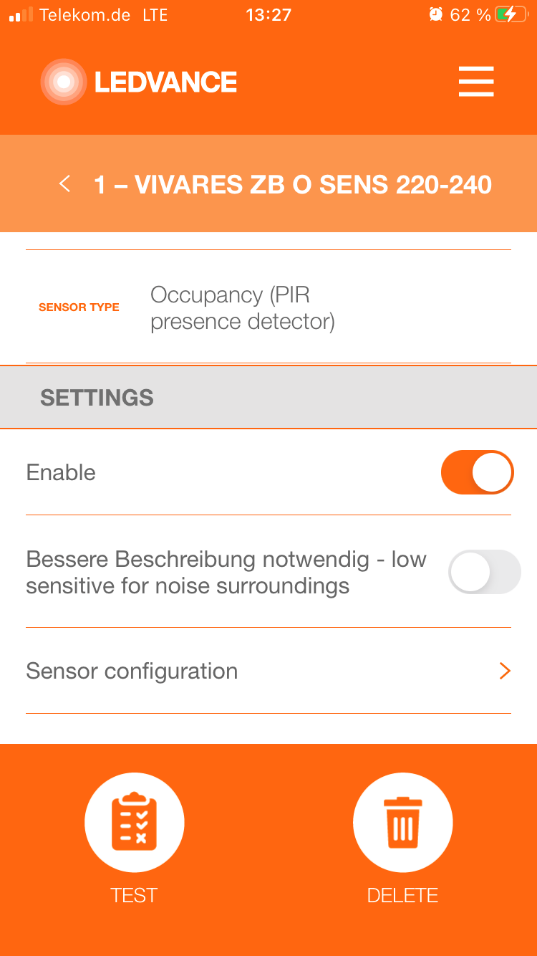 Telekom.de LTE 13:27 62 %
LEDVANCE
1 – VIVARES ZB O SENS 220-240
SENSOR TYPE
Occupancy (PIR
presence detector)
SETTINGS
Enable
Bessere Beschreibung notwendig - low
sensitive for noise surroundings
Sensor configuration
TEST DELETE